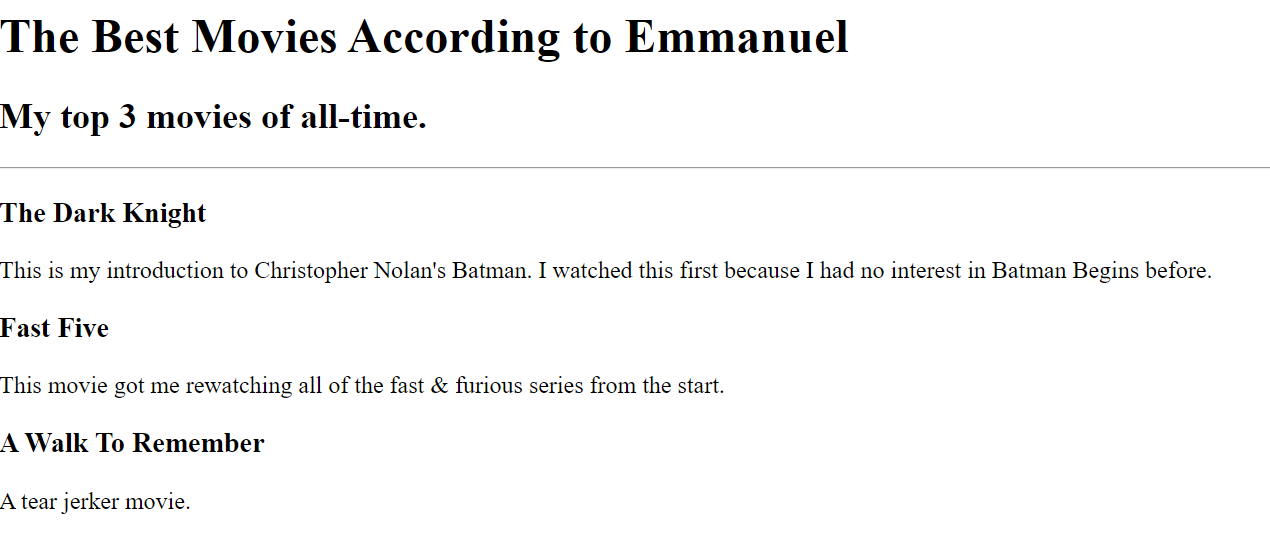 The Best Movies According to Emmanuel
My top 3 movies of all-time.
The Dark Knight
This is my introduction to Christopher Nolan's Batman. I watched this first because I had no interest in Batman Begins before.
Fast Five
This movie got me rewatching all of the fast & furious series from the start.
A Walk To Remember
A tear jerker movie.